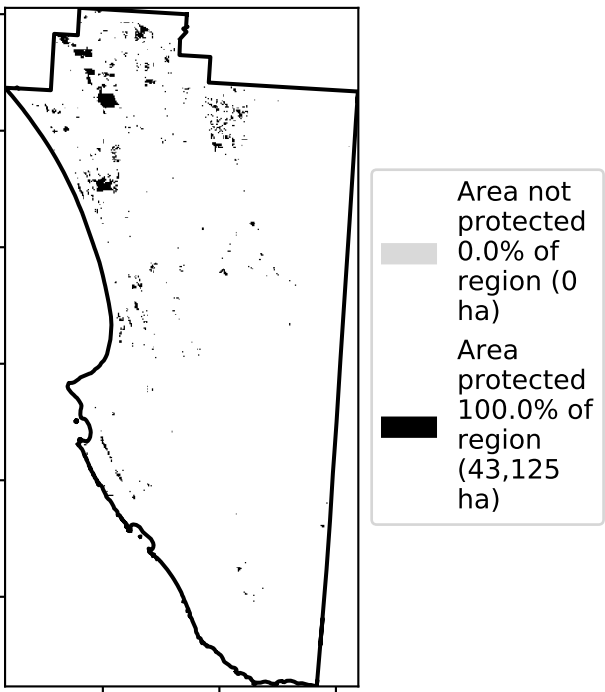 Area not
protected
0.0% of
region (0
ha)
Area
protected
100.0% of
region
(43,125
ha)